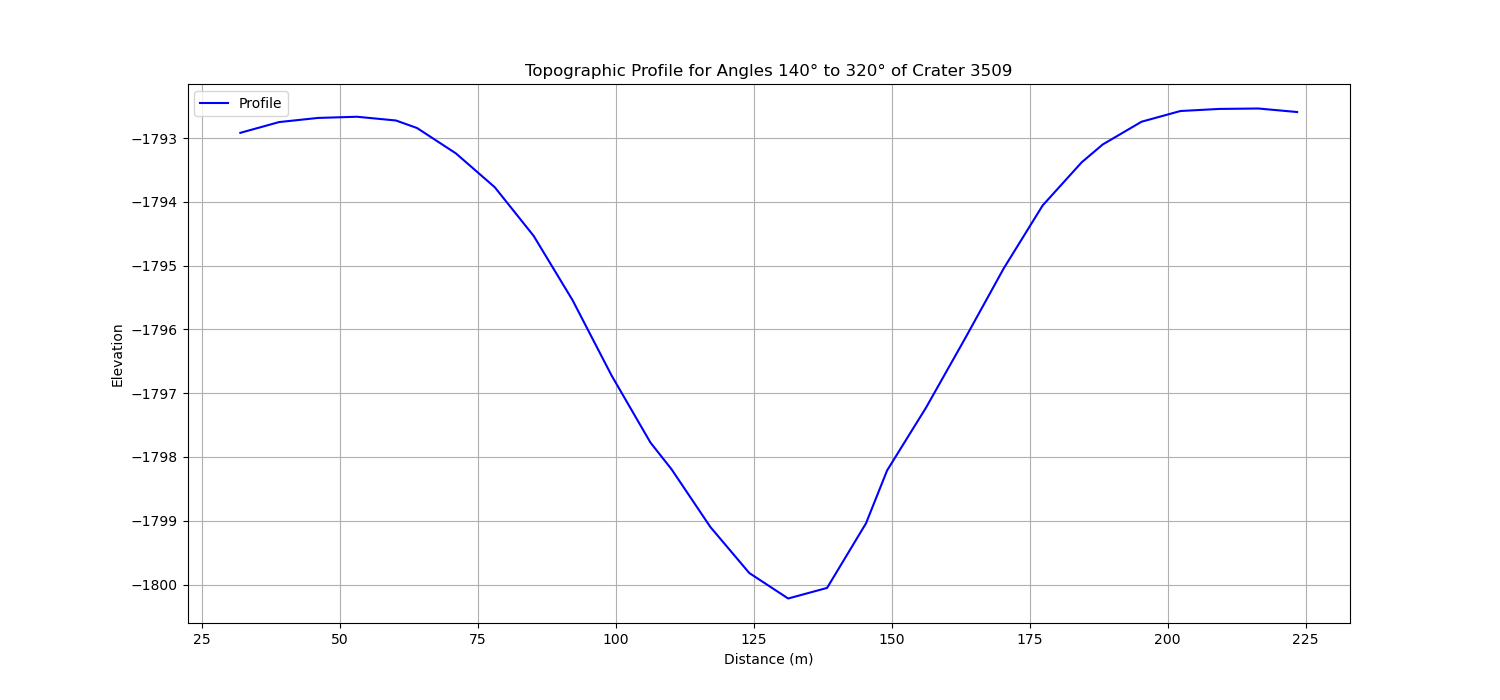 Topographic Profile for Angles 140° to 320° of Crater 3509
Profile
−1793
−1794
−1795
−1796
−1797
−1798
−1799
−1800
Elevation
25 50 75 100 125 150 175 200 225
Distance (m)